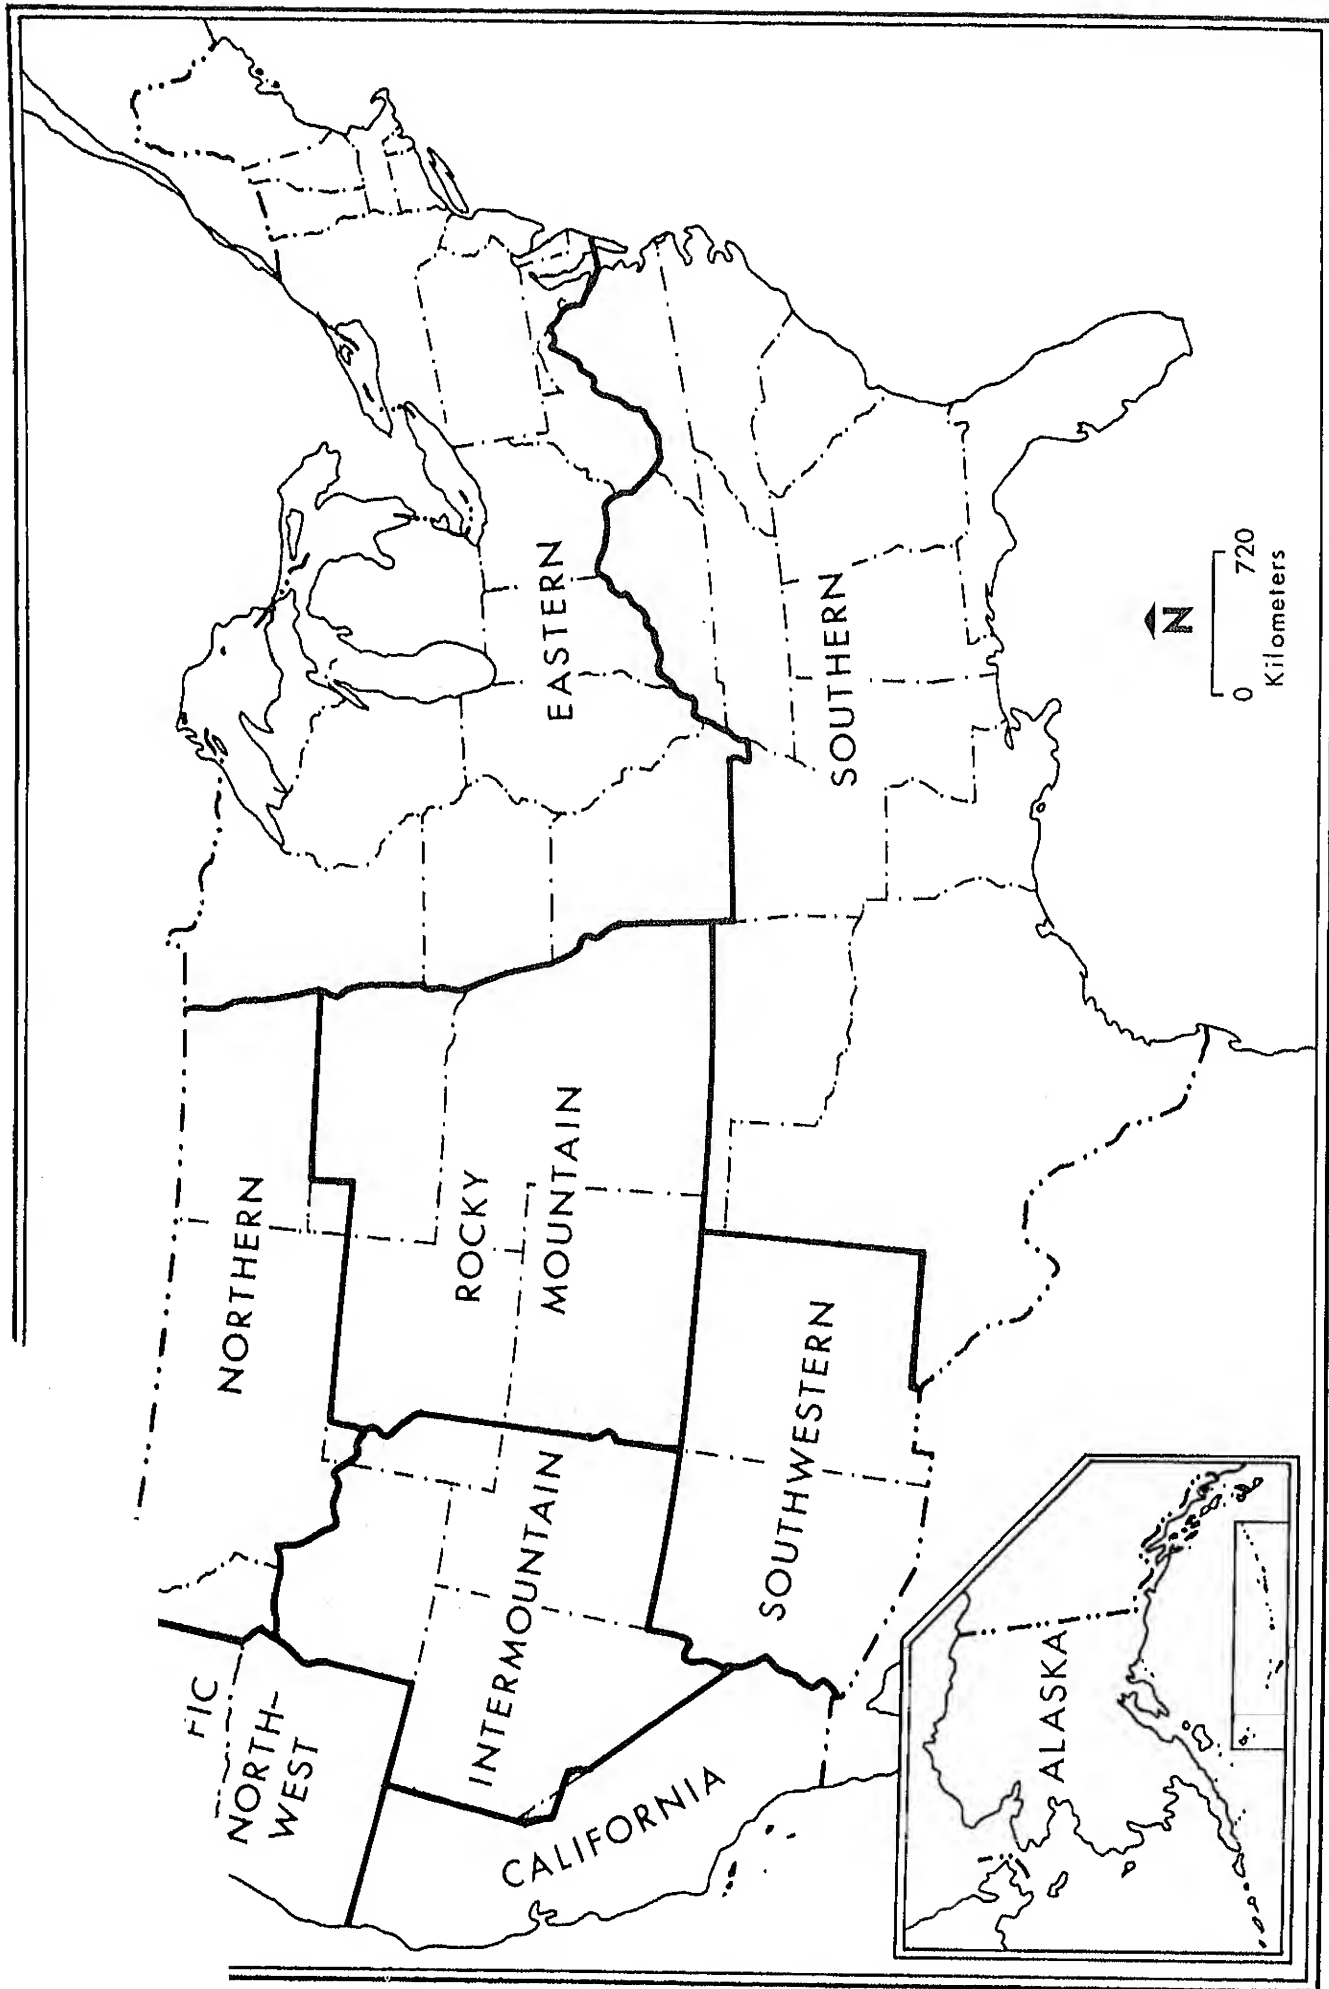 FIC
NORTH-
WEST
NORTHERN
ROCKY
MOUNTAIN
EASTERN
INTERMOUNTAIN
CALIFORNIA
SOUTHWESTERN
SOUTHERN
ALASKA
N
0 720
Kilometers